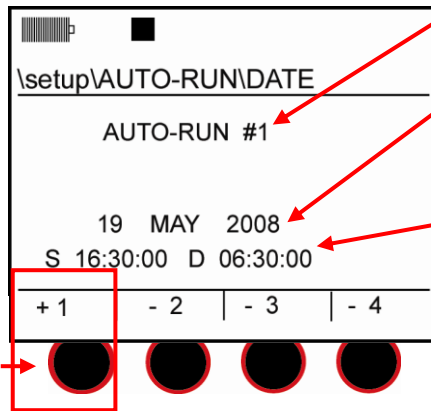 \setup\AUTO-RUN\DATE
AUTO-RUN #1
19 MAY 2008
S 16:30:00 D 06:30:00
+ 1 - 2 - 3 - 4